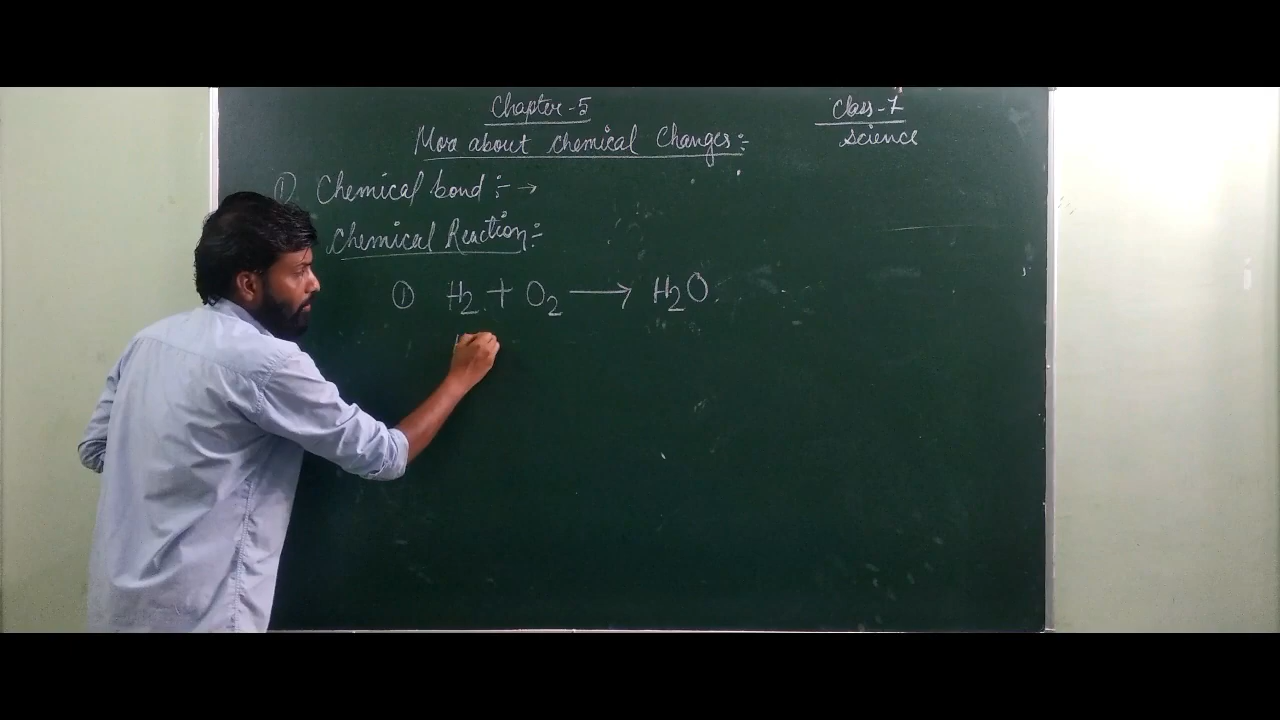 Chapter-5
Class-7
More about chemical Changes:-
Science
① Chemical bond :- →
Chemical Reaction:-
① H₂ + O₂ ⟶ H₂O.